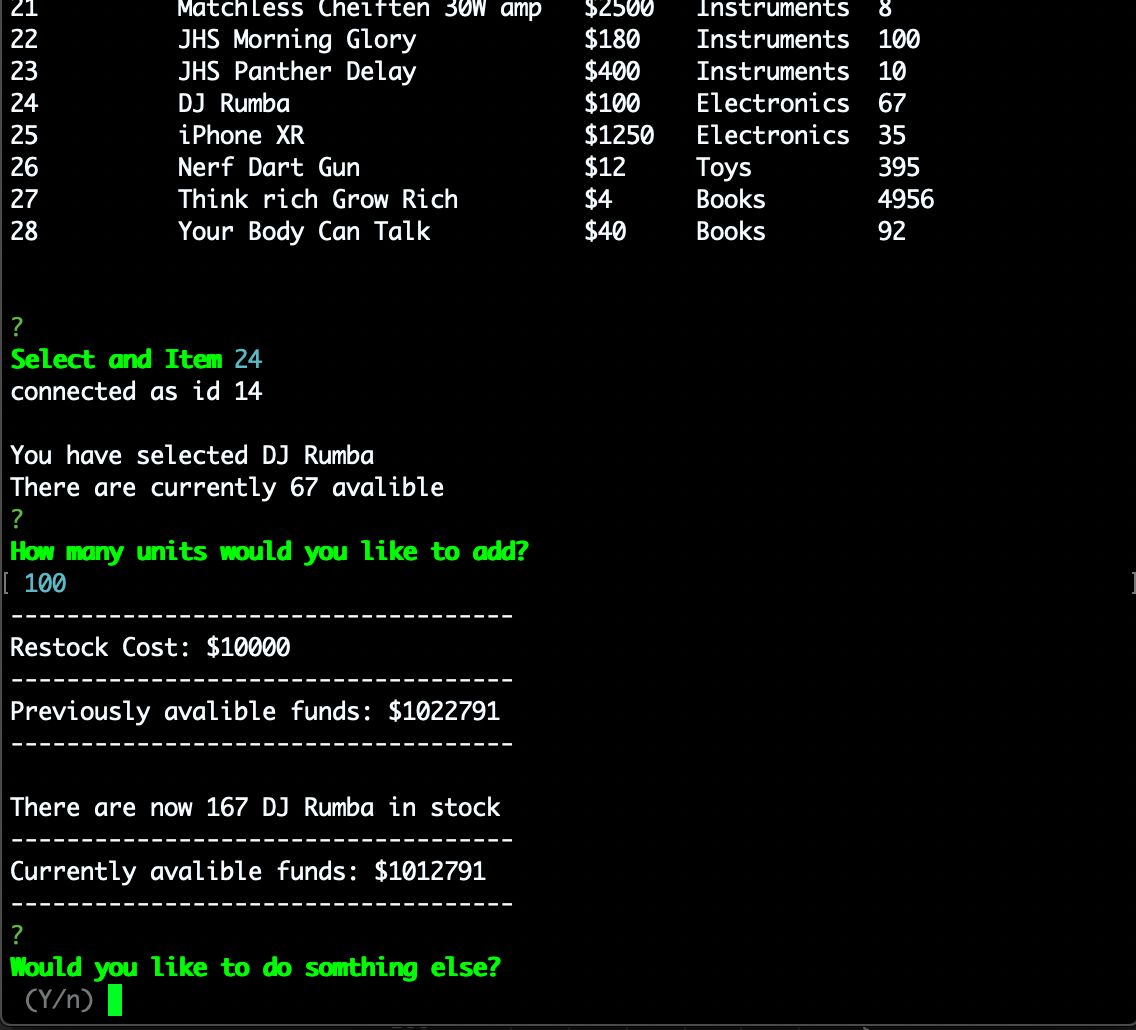 21 Matchless Cheiften 30W amp $2500 Instruments 8
22 JHS Morning Glory $180 Instruments 100
23 JHS Panther Delay $400 Instruments 10
24 DJ Rumba $100 Electronics 67
25 iPhone XR $1250 Electronics 35
26 Nerf Dart Gun $12 Toys 395
27 Think rich Grow Rich $4 Books 4956
28 Your Body Can Talk $40 Books 92
?
Select and Item 24
connected as id 14
You have selected DJ Rumba
There are currently 67 avalible
?
How many units would you like to add?
[ 100 ]
------------------------------------
Restock Cost: $10000
------------------------------------
Previously avalible funds: $1022791
------------------------------------
There are now 167 DJ Rumba in stock
------------------------------------
Currently avalible funds: $1012791
------------------------------------
?
Would you like to do somthing else?
(Y/n)